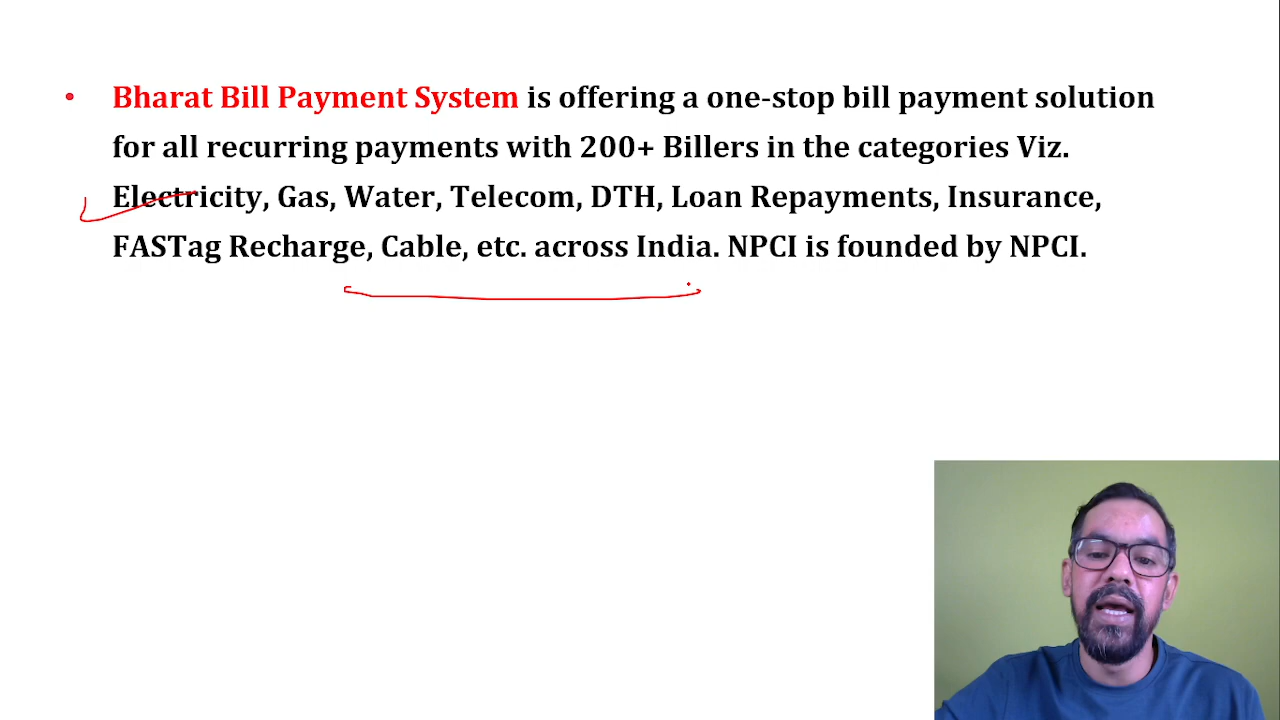 • Bharat Bill Payment System is offering a one-stop bill payment solution
for all recurring payments with 200+ Billers in the categories Viz.
Electricity, Gas, Water, Telecom, DTH, Loan Repayments, Insurance,
FASTag Recharge, Cable, etc. across India. NPCI is founded by NPCI.